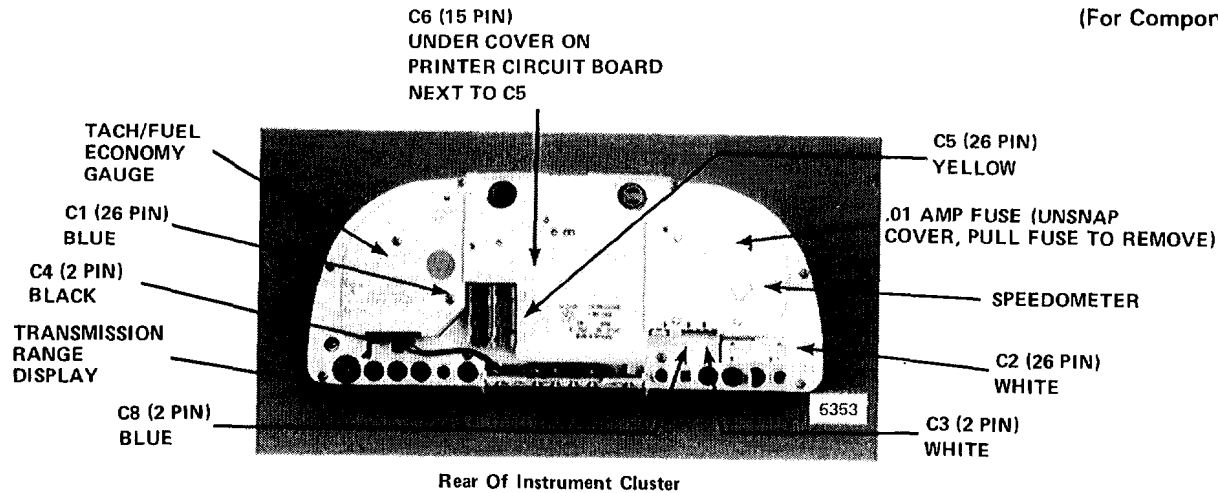 C6 (15 PIN)
UNDER COVER ON
PRINTER CIRCUIT BOARD
NEXT TO C5
(For Compor
TACH/FUEL
ECONOMY
GAUGE
C1 (26 PIN)
BLUE
C4 (2 PIN)
BLACK
TRANSMISSION
RANGE
DISPLAY
C8 (2 PIN)
BLUE
C5 (26 PIN)
YELLOW
.01 AMP FUSE (UNSNAP
COVER, PULL FUSE TO REMOVE)
SPEEDOMETER
C2 (26 PIN)
WHITE
5353
C3 (2 PIN)
WHITE
Rear Of Instrument Cluster